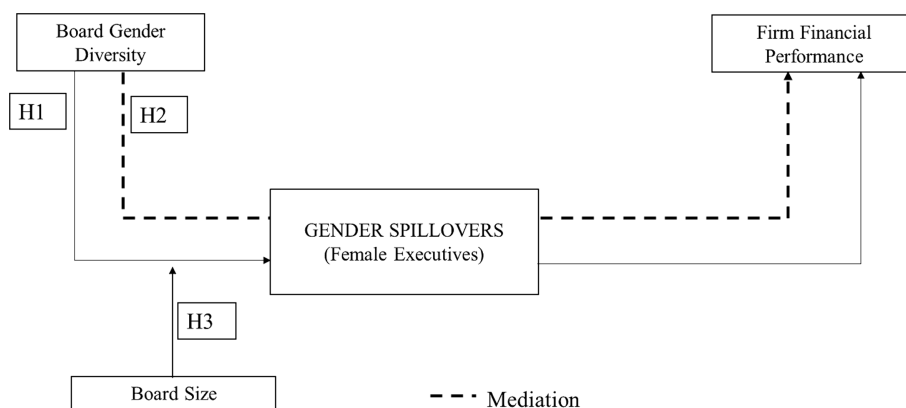 Board Gender
Diversity
Firm Financial
Performance
H1
H2
GENDER SPILLOVERS
(Female Executives)
H3
Board Size
Mediation